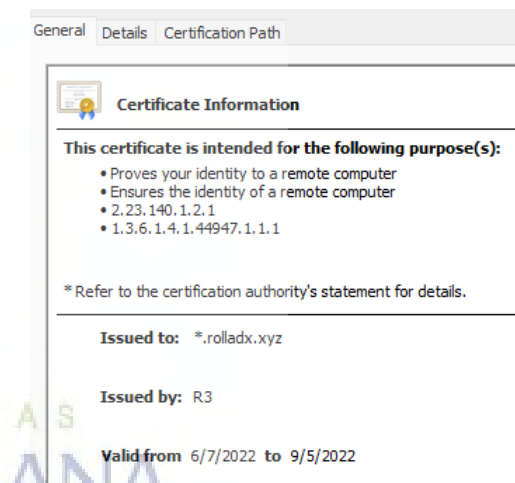 General Details Certification Path
Certificate Information
This certificate is intended for the following purpose(s):
• Proves your identity to a remote computer
• Ensures the identity of a remote computer
• 2.23.140.1.2.1
• 1.3.6.1.4.1.44947.1.1.1
* Refer to the certification authority's statement for details.
Issued to: *.rolladx.xyz
Issued by: R3
A S
Valid from 6/7/2022 to 9/5/2022